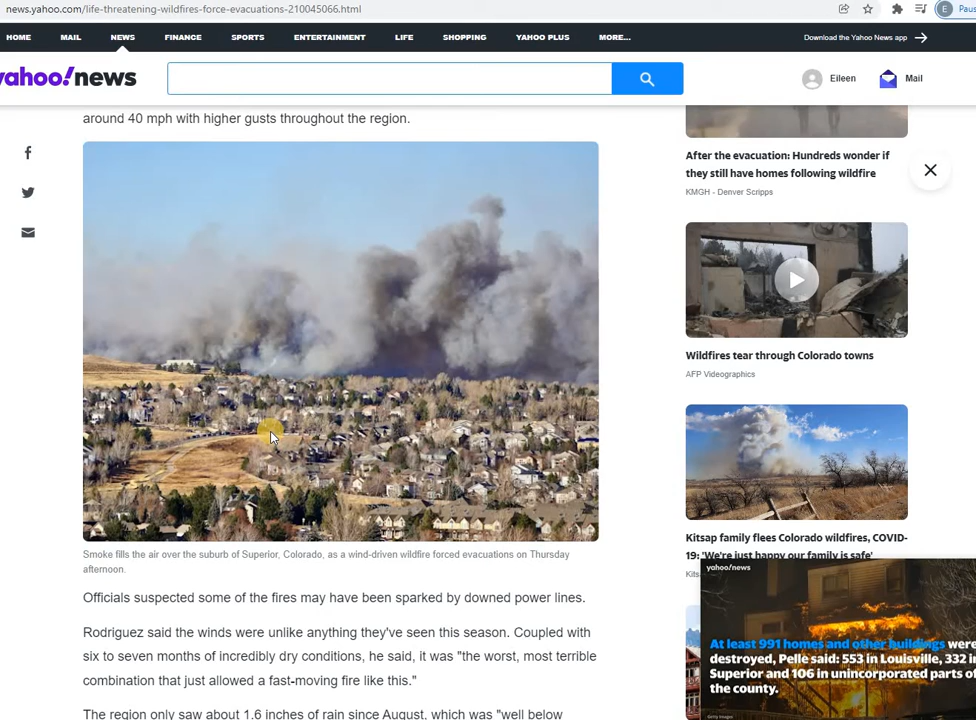 news.yahoo.com/life-threatening-wildfires-force-evacuations-210045066.html
E
Paus
HOME MAIL NEWS FINANCE SPORTS ENTERTAINMENT LIFE SHOPPING YAHOO PLUS MORE...
Download the Yahoo News app
yahoo!news
Eileen
Mail
around 40 mph with higher gusts throughout the region.
Smoke fills the air over the suburb of Superior, Colorado, as a wind-driven wildfire forced evacuations on Thursday
afternoon.
Officials suspected some of the fires may have been sparked by downed power lines.
Rodriguez said the winds were unlike anything they've seen this season. Coupled with
six to seven months of incredibly dry conditions, he said, it was "the worst, most terrible
combination that just allowed a fast-moving fire like this."
The region only saw about 1.6 inches of rain since August, which was "well below
After the evacuation: Hundreds wonder if
they still have homes following wildfire
KMGH - Denver Scripps
Wildfires tear through Colorado towns
AFP Videographics
Kitsap family flees Colorado wildfires, COVID-
19: 'We're just happy our family is safe'
Kits
yahoo!news
At least 991 homes and other buildings were
destroyed, Pelle said: 553 in Louisville, 332 in
Superior and 106 in unincorporated parts of
the county.
Getty Images